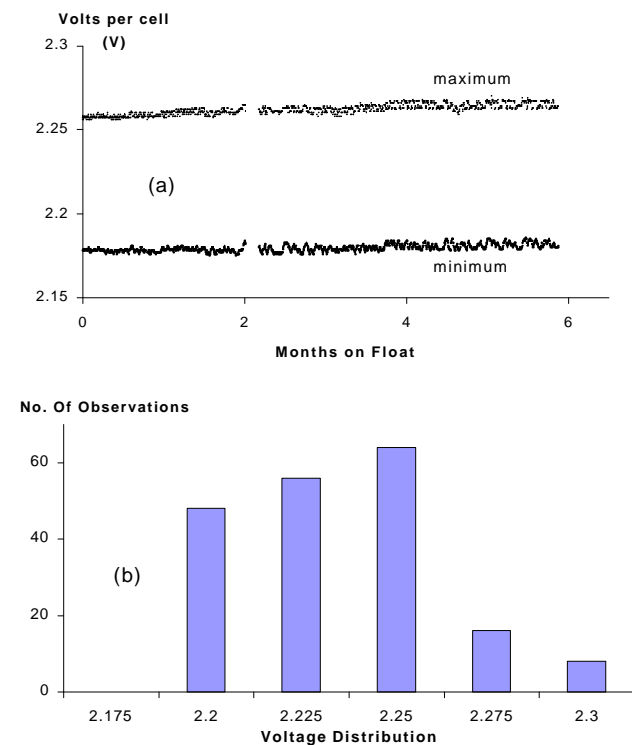 Volts per cell
(V)
2.3
maximum
2.25
(a)
2.2
minimum
2.15
0 2 4 6
Months on Float
No. Of Observations
60
40
(b)
20
0
2.175 2.2 2.225 2.25 2.275 2.3
Voltage Distribution